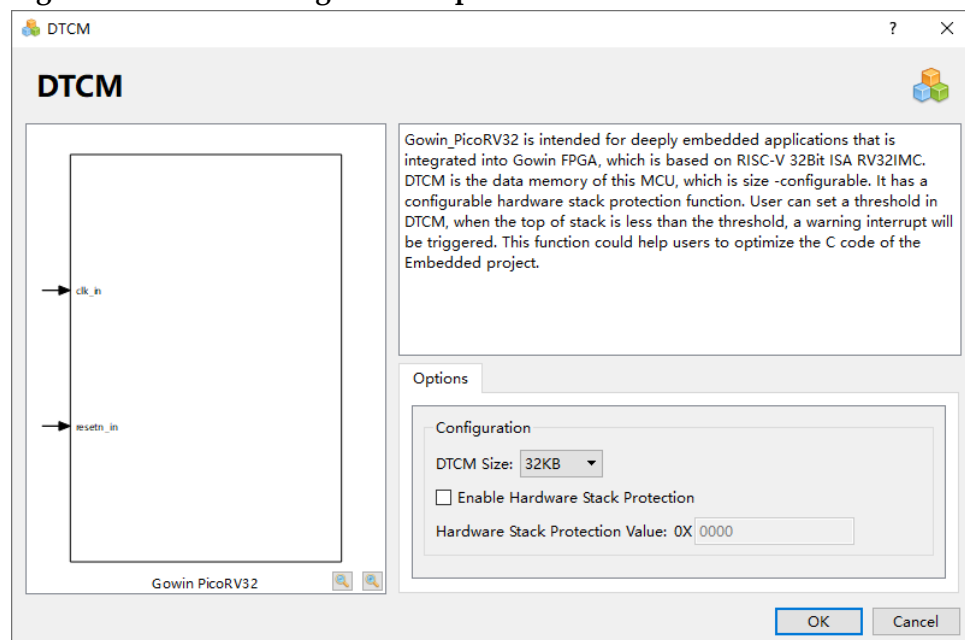 DTCM
?
DTCM
Gowin_PicoRV32 is intended for deeply embedded applications that is
integrated into Gowin FPGA, which is based on RISC-V 32Bit ISA RV32IMC.
DTCM is the data memory of this MCU, which is size -configurable. It has a
configurable hardware stack protection function. User can set a threshold in
DTCM, when the top of stack is less than the threshold, a warning interrupt will
be triggered. This function could help users to optimize the C code of the
Embedded project.
clk_in
resetn_in
Gowin PicoRV32
Options
Configuration
DTCM Size: 32KB
Enable Hardware Stack Protection
Hardware Stack Protection Value: 0X 0000
OK Cancel